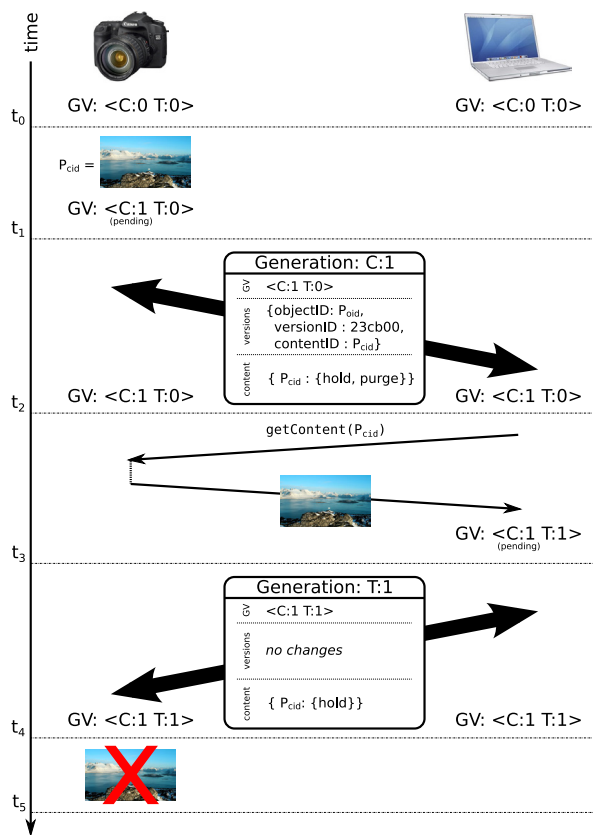 time
GV: <C:0 T:0>
GV: <C:0 T:0>
t0
Pcid =
GV: <C:1 T:0>
(pending)
t1
Generation: C:1
GV
<C:1 T:0>
versions
{objectID: Poid,
versionID : 23cb00,
contentID : Pcid}
content
{ Pcid : {hold, purge}}
GV: <C:1 T:0>
GV: <C:1 T:0>
t2
getContent(Pcid)
GV: <C:1 T:1>
(pending)
t3
Generation: T:1
GV
<C:1 T:1>
versions
no changes
content
{ Pcid: {hold}}
GV: <C:1 T:1>
GV: <C:1 T:1>
t4
X
t5